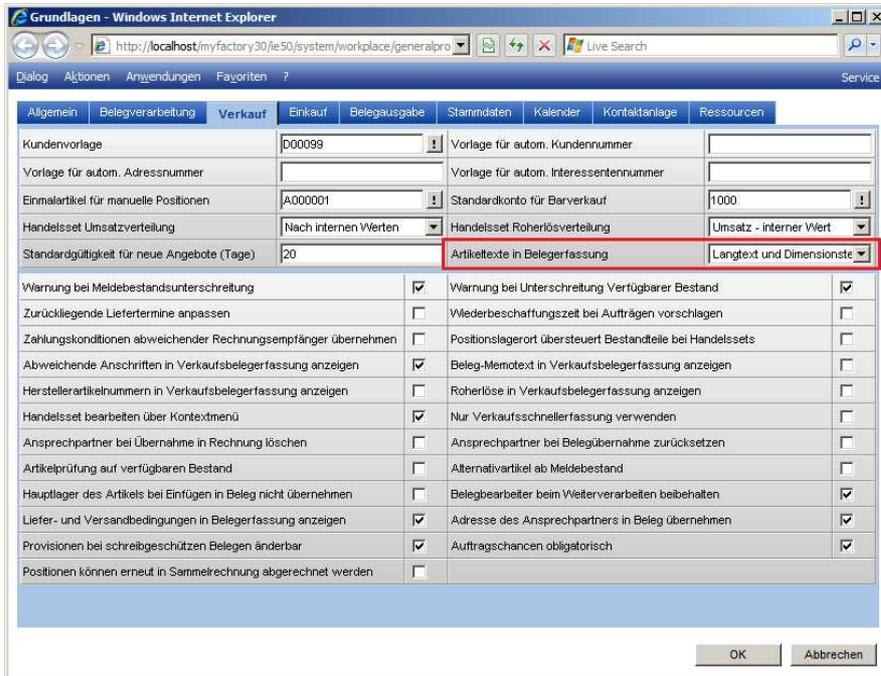 Grundlagen - Windows Internet Explorer
http://localhost/myfactory30/ie50/system/workplace/generalpro
Live Search
Dialog Aktionen Anwendungen Favoriten ? Service
Allgemein Belegverarbeitung Verkauf Einkauf Belegausgabe Stammdaten Kalender Kontaktanlage Ressourcen
Kundenvorlage D00099 ! Vorlage für autom. Kundennummer
Vorlage für autom. Adressnummer Vorlage für autom. Interessentennummer
Einmalartikel für manuelle Positionen A000001 ! Standardkonto für Barverkauf 1000 !
Handelsset Umsatzverteilung Nach internen Werten Handelsset Roherlösverteilung Umsatz - interner Wert
Standardgültigkeit für neue Angebote (Tage) 20 Artikeltexte in Belegerfassung Langtext und Dimensionste
Warnung bei Meldebestandsunterschreitung Warnung bei Unterschreitung Verfügbarer Bestand
Zurückliegende Liefertermine anpassen Wiederbeschaffungszeit bei Aufträgen vorschlagen
Zahlungskonditionen abweichender Rechnungsempfänger übernehmen Positionslagerort übersteuert Bestandteile bei Handelssets
Abweichende Anschriften in Verkaufsbelegerfassung anzeigen Beleg-Memotext in Verkaufsbelegerfassung anzeigen
Herstellerartikelnummern in Verkaufsbelegerfassung anzeigen Roherlöse in Verkaufsbelegerfassung anzeigen
Handelsset bearbeiten über Kontextmenü Nur Verkaufsschnellerfassung verwenden
Ansprechpartner bei Übernahme in Rechnung löschen Ansprechpartner bei Belegübernahme zurücksetzen
Artikelprüfung auf verfügbaren Bestand Alternativartikel ab Meldebestand
Hauptlager des Artikels bei Einfügen in Beleg nicht übernehmen Belegbearbeiter beim Weiterverarbeiten beibehalten
Liefer- und Versandbedingungen in Belegerfassung anzeigen Adresse des Ansprechpartners in Beleg übernehmen
Provisionen bei schreibgeschützen Belegen änderbar Auftragschancen obligatorisch
Positionen können erneut in Sammelrechnung abgerechnet werden
OK Abbrechen